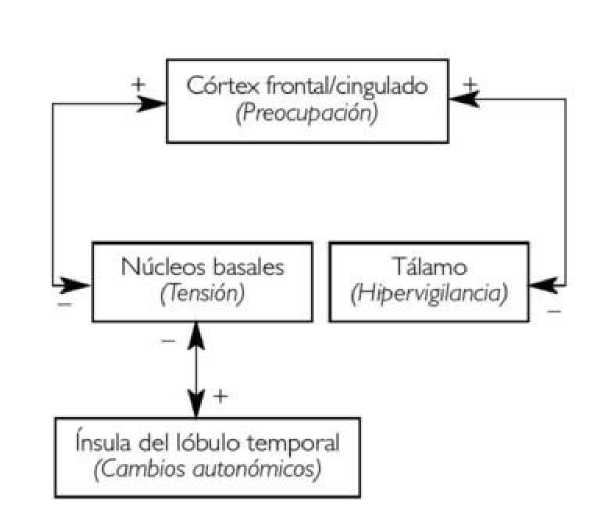 +
Córtex frontal/cingulado
+
(Preocupación)
Núcleos basales
(Tensión)
Tálamo
(Hipervigilancia)
–
–
–
+
Ínsula del lóbulo temporal
(Cambios autonómicos)